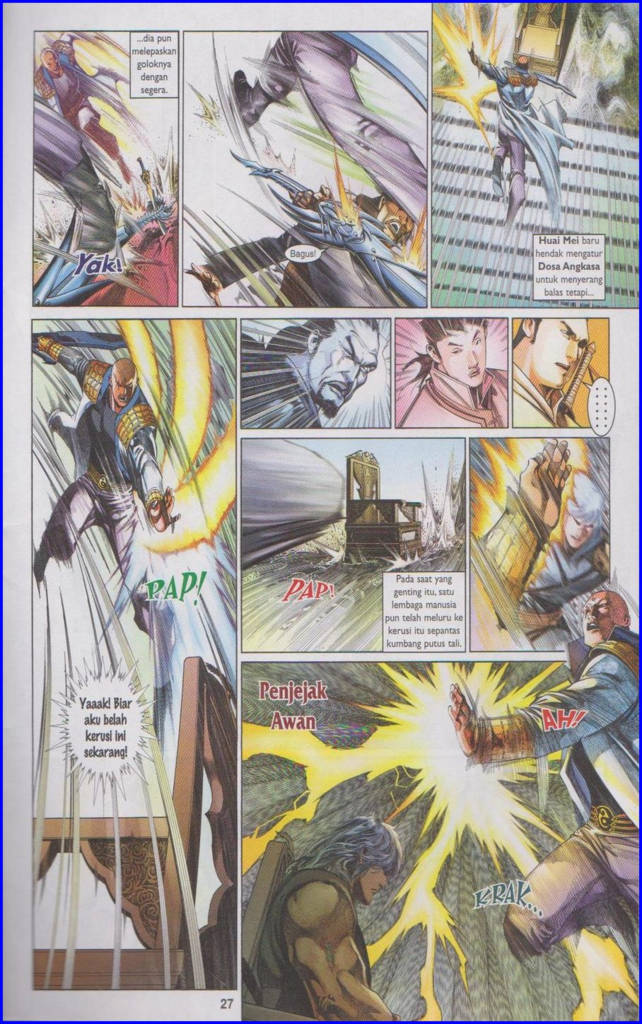 ...dia pun
melepaskan
goloknya
dengan
segera.
Yak!
Bagus!
Huai Mei baru
hendak mengatur
Dosa Angkasa
untuk menyerang
balas tetapi...
PAP!
Yaaak! Biar
aku belah
kerusi ini
sekarang!
PAP!
Pada saat yang
genting itu, satu
lembaga manusia
pun telah meluru ke
kerusi itu sepantas
kumbang putus tali.
Penjejak
Awan
AH!
KRAK...
27